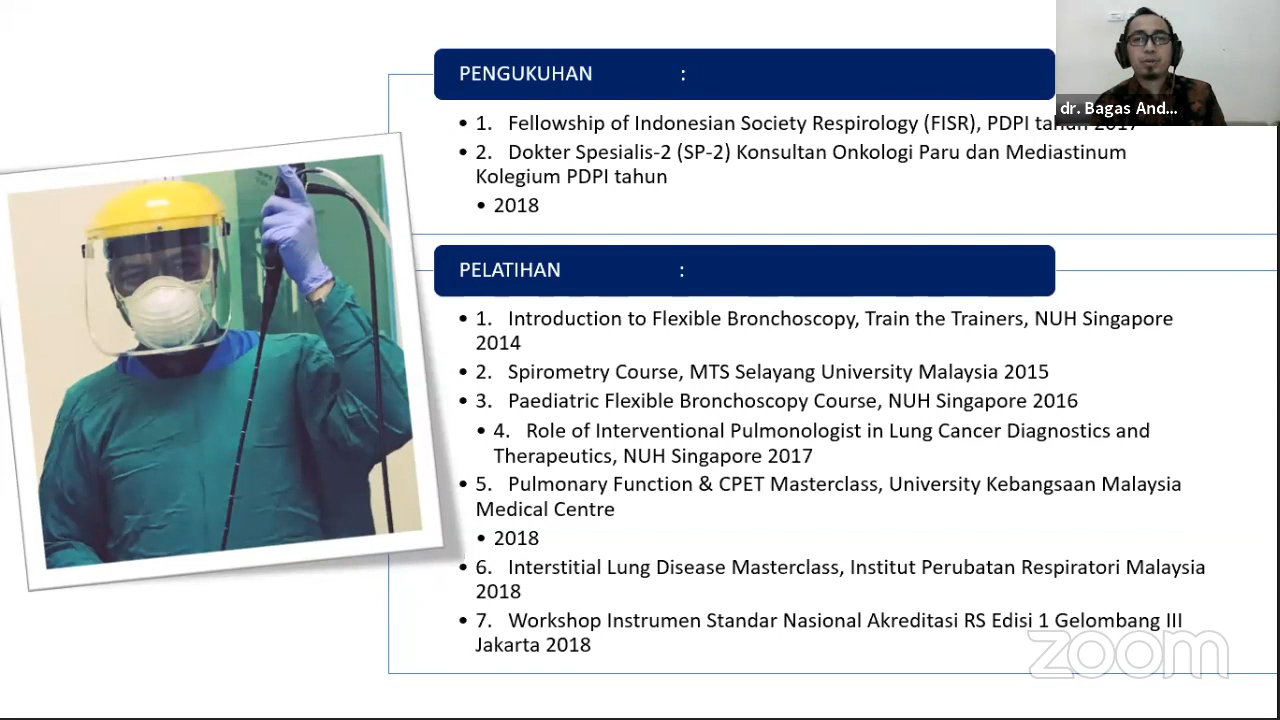 PENGUKUHAN :
• 1. Fellowship of Indonesian Society Respirology (FISR), PDPI tahun 2017
• 2. Dokter Spesialis-2 (SP-2) Konsultan Onkologi Paru dan Mediastinum
Kolegium PDPI tahun
• 2018
dr. Bagas And...
PELATIHAN :
• 1. Introduction to Flexible Bronchoscopy, Train the Trainers, NUH Singapore
2014
• 2. Spirometry Course, MTS Selayang University Malaysia 2015
• 3. Paediatric Flexible Bronchoscopy Course, NUH Singapore 2016
• 4. Role of Interventional Pulmonologist in Lung Cancer Diagnostics and
Therapeutics, NUH Singapore 2017
• 5. Pulmonary Function & CPET Masterclass, University Kebangsaan Malaysia
Medical Centre
• 2018
• 6. Interstitial Lung Disease Masterclass, Institut Perubatan Respiratori Malaysia
2018
• 7. Workshop Instrumen Standar Nasional Akreditasi RS Edisi 1 Gelombang III
Jakarta 2018
zoom